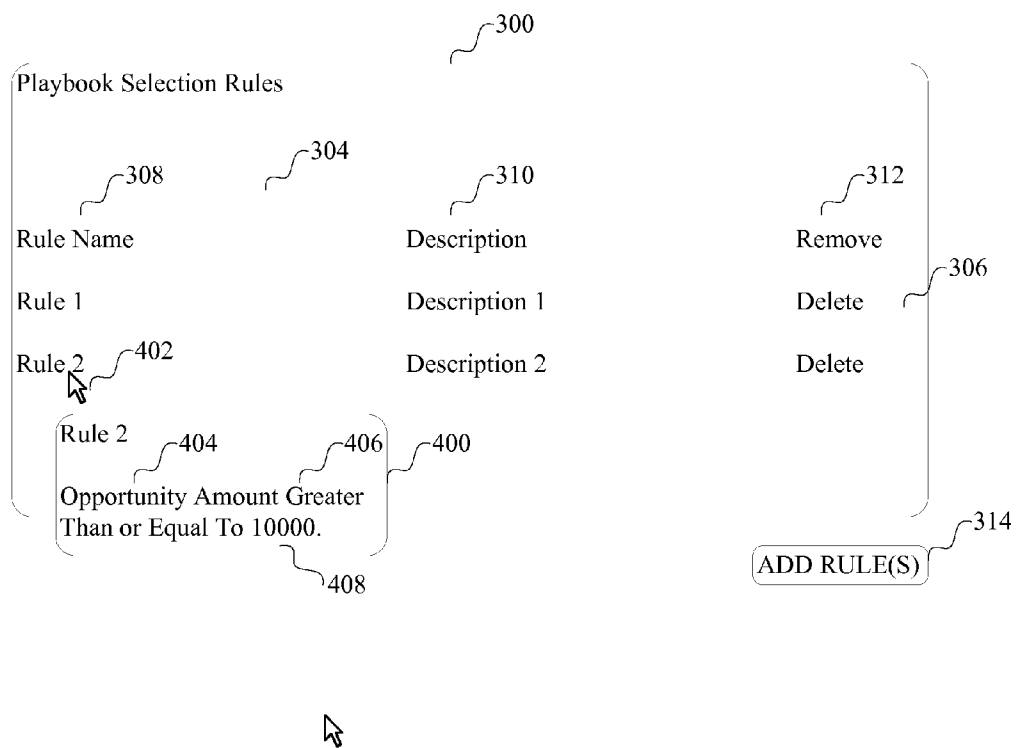 300
Playbook Selection Rules
304
308 310 312
Rule Name Description Remove
306
Rule 1 Description 1 Delete
402
Rule 2 Description 2 Delete
Rule 2
404 406 400
Opportunity Amount Greater
Than or Equal To 10000.
314
ADD RULE(S)
408